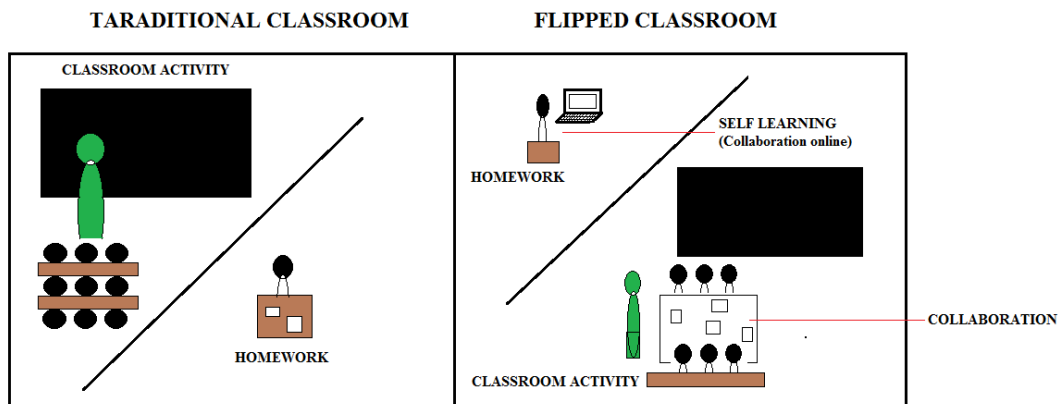 TARADITIONAL CLASSROOM
FLIPPED CLASSROOM
CLASSROOM ACTIVITY
HOMEWORK
SELF LEARNING
(Collaboration online)
HOMEWORK
COLLABORATION
CLASSROOM ACTIVITY